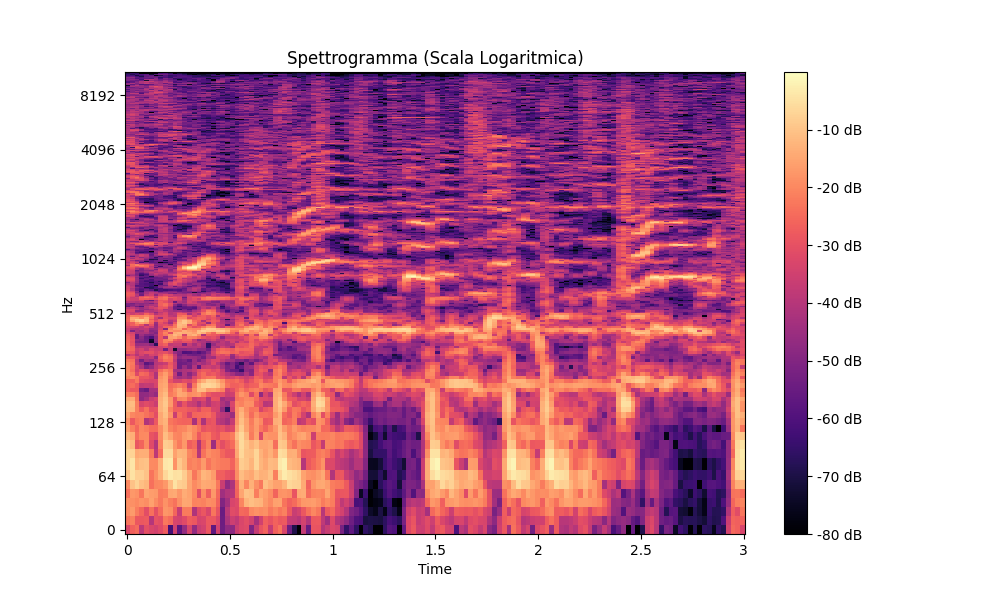 Spettrogramma (Scala Logaritmica)
8192
4096
2048
1024
512
256
128
64
0
Hz
0 0.5 1 1.5 2 2.5 3
Time
-10 dB
-20 dB
-30 dB
-40 dB
-50 dB
-60 dB
-70 dB
-80 dB